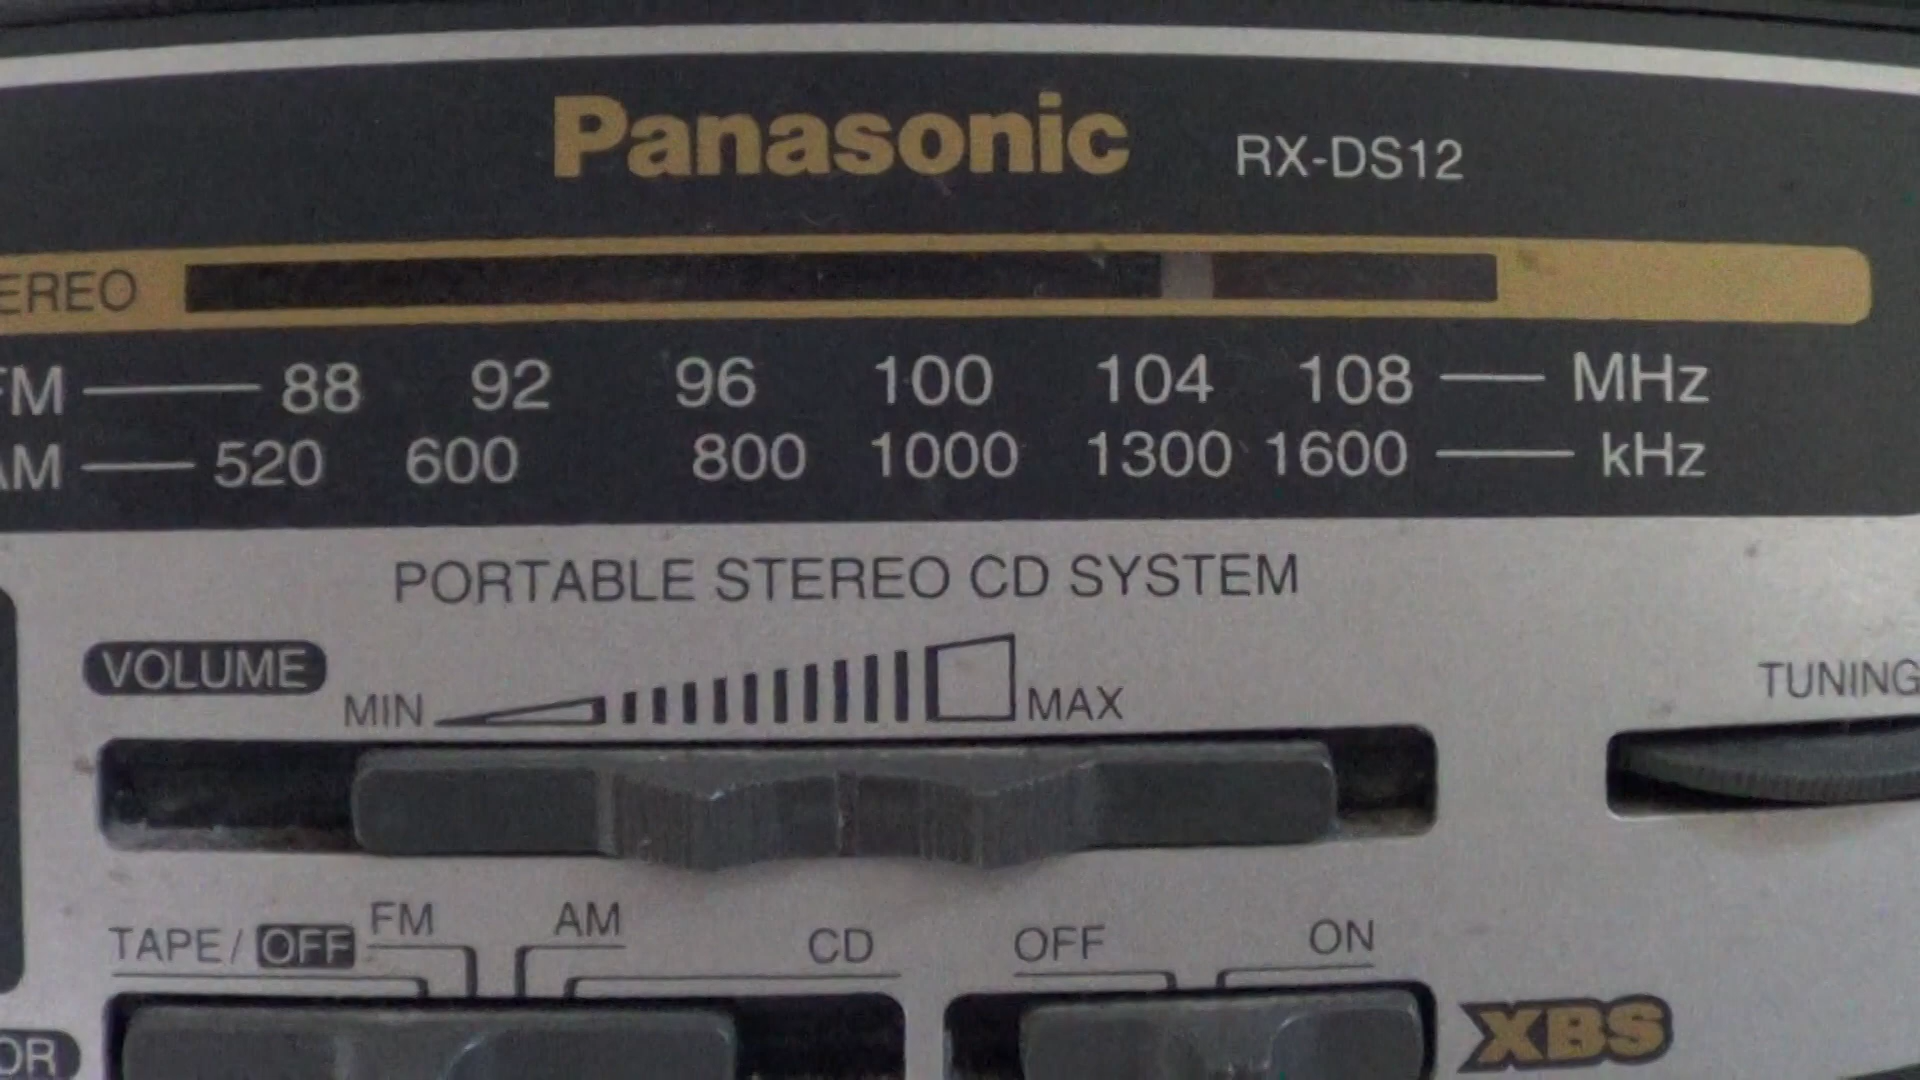 Panasonic RX-DS12
EREO
FM 88 92 96 100 104 108 MHz
AM 520 600 800 1000 1300 1600 kHz
PORTABLE STEREO CD SYSTEM
VOLUME
MIN MAX
TUNING
TAPE/OFF FM AM CD OFF ON
XBS
OR